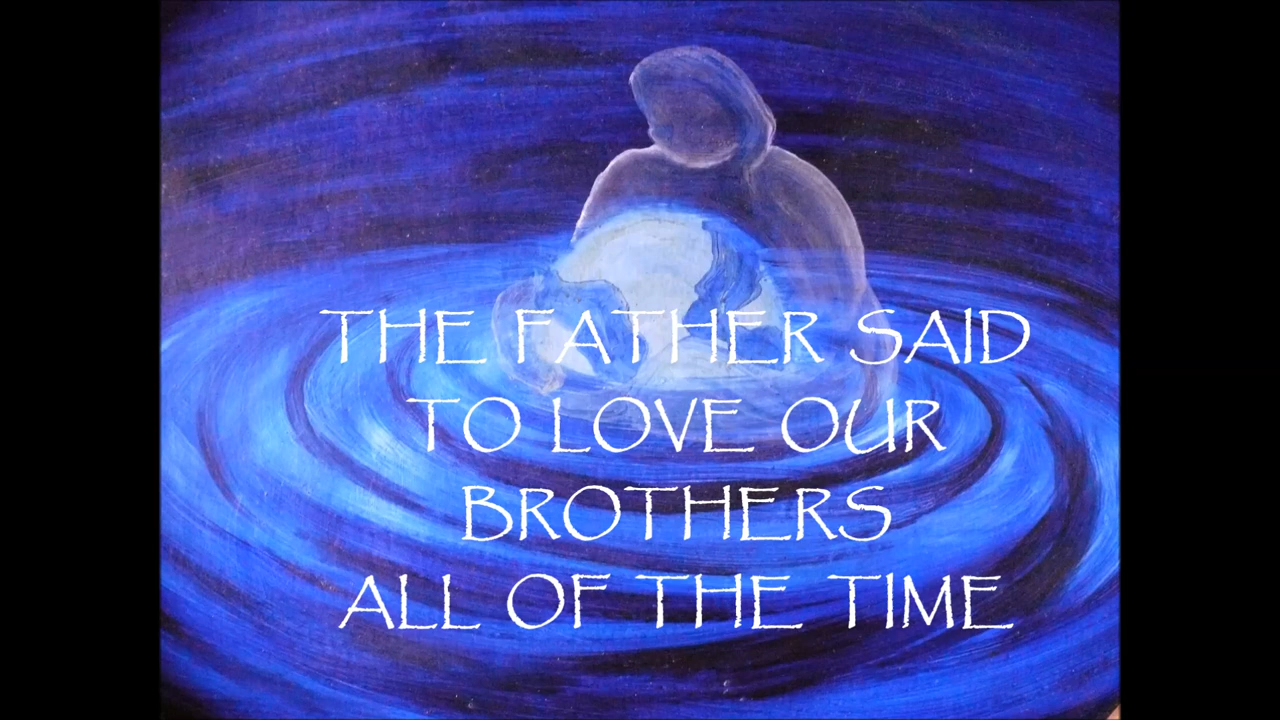 THE FATHER SAID
TO LOVE OUR
BROTHERS
ALL OF THE TIME